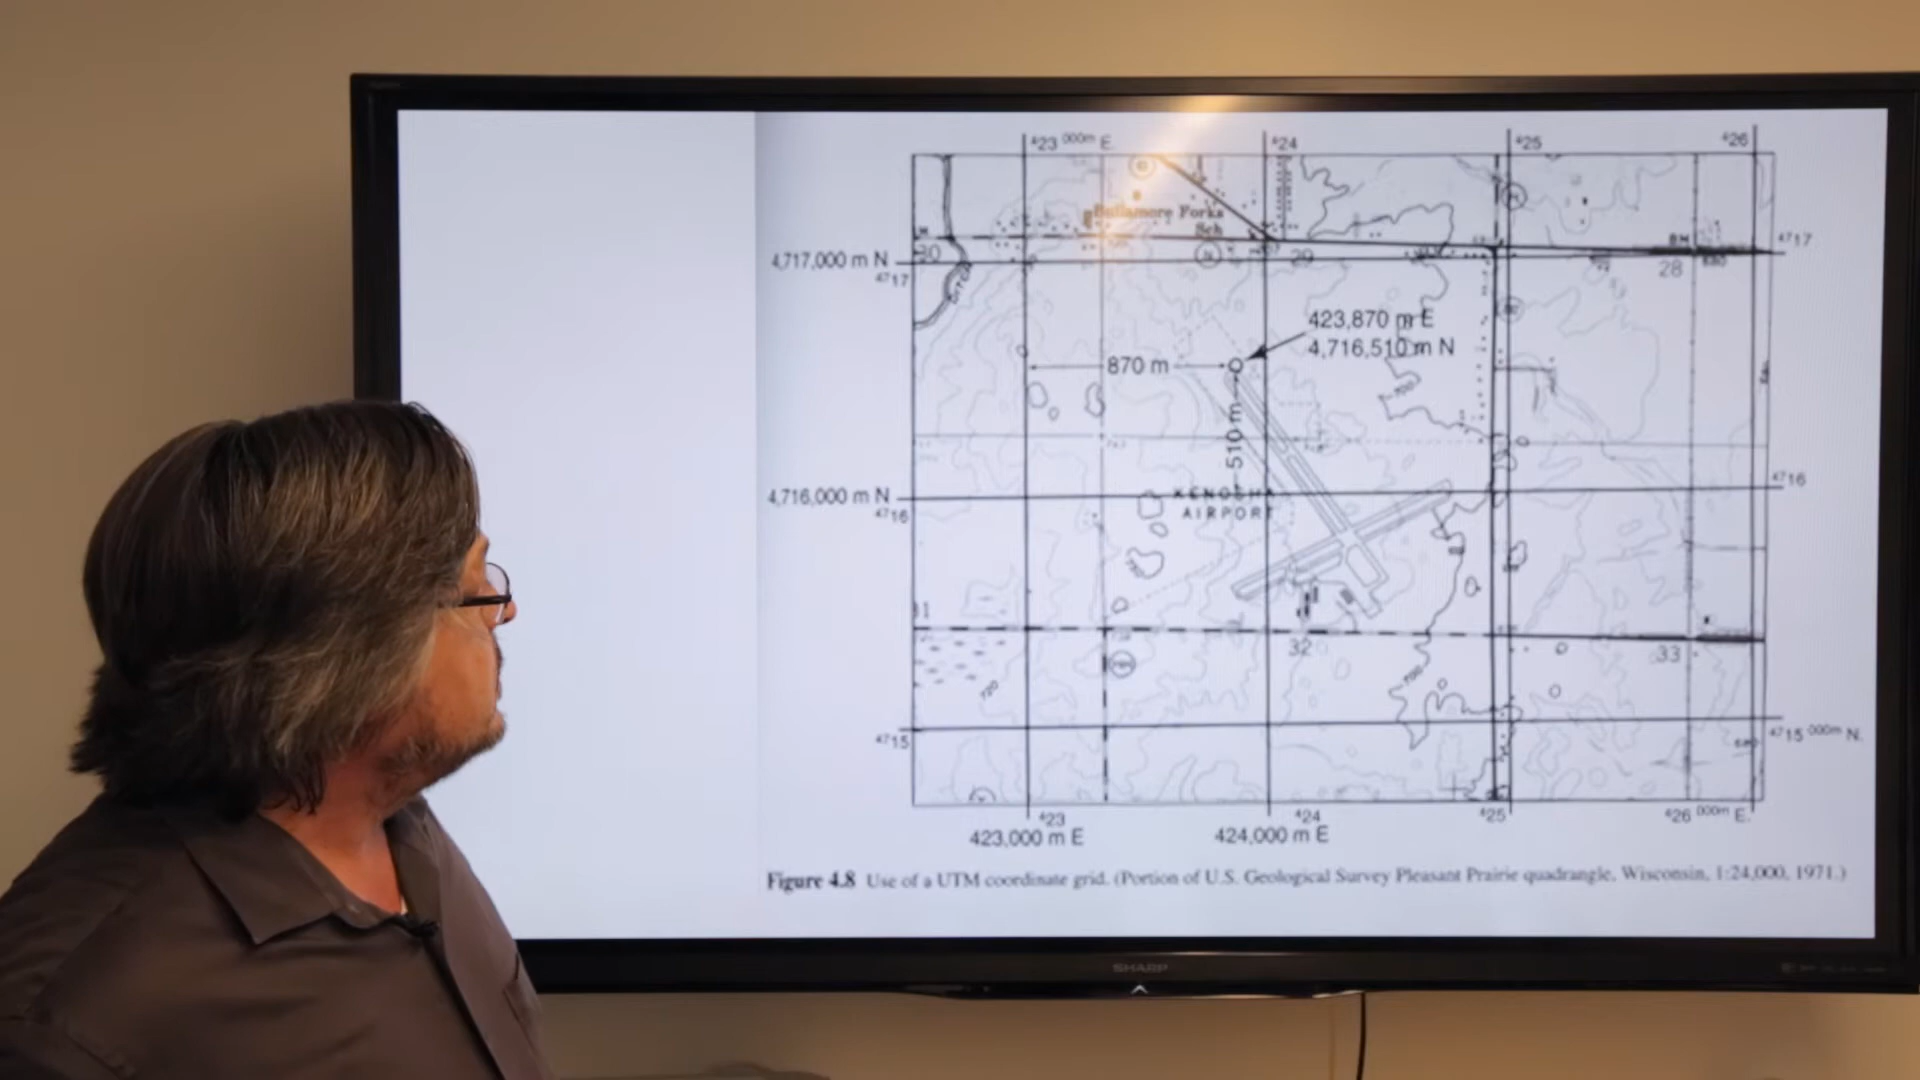 ⁴23 000m E.
⁴24
⁴25
⁴26
Forks
Sch
4,717,000 m N
⁴⁷17
30
29
28
⁴⁷17
423,870 m E
4,716,510 m N
870 m
510 m
700
4,716,000 m N
⁴⁷16
KENOSHA
AIRPORT
⁴⁷16
32
33
720
700
⁴⁷15
⁴⁷15 000m N.
⁴23
⁴24
⁴25
⁴26 000m E.
423,000 m E
424,000 m E
Figure 4.8 Use of a UTM coordinate grid. (Portion of U.S. Geological Survey Pleasant Prairie quadrangle, Wisconsin, 1:24,000, 1971.)
SHARP